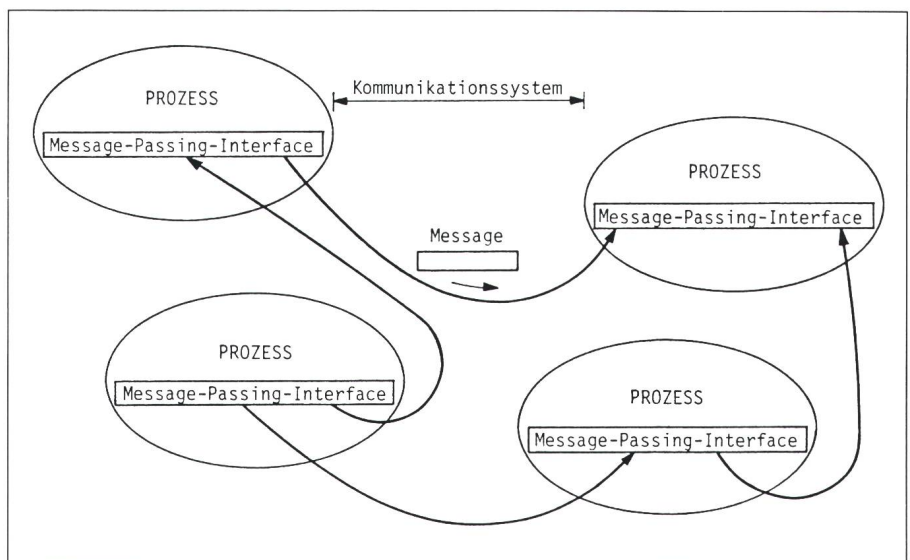 Kommunikationssystem
PROZESS
Message-Passing-Interface
PROZESS
Message-Passing-Interface
Message
PROZESS
Message-Passing-Interface
PROZESS
Message-Passing-Interface